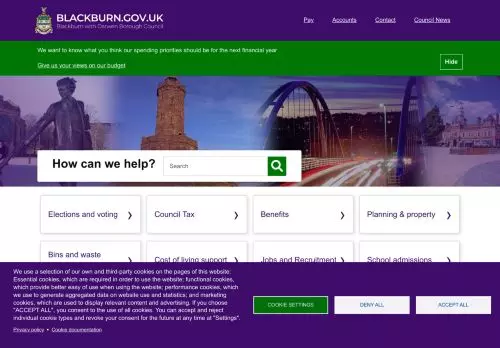 BLACKBURN.GOV.UK
Blackburn with Darwen Borough Council
Pay
Accounts
Contact
Council News
We want to know what you think our spending priorities should be for the next financial year
Give us your views on our budget
Hide
How can we help?
Search
Elections and voting
Council Tax
Benefits
Planning & property
Bins and waste
Cost of living support
Jobs and Recruitment
School admissions
We use a selection of our own and third-party cookies on the pages of this website:
Essential cookies, which are required in order to use the website; functional cookies,
which provide better easy of use when using the website; performance cookies, which
we use to generate aggregated data on website use and statistics; and marketing
cookies, which are used to display relevant content and advertising. If you choose
"ACCEPT ALL", you consent to the use of all cookies. You can accept and reject
individual cookie types and revoke your consent for the future at any time at "Settings".
Privacy policy • Cookie documentation
COOKIE SETTINGS
DENY ALL
ACCEPT ALL